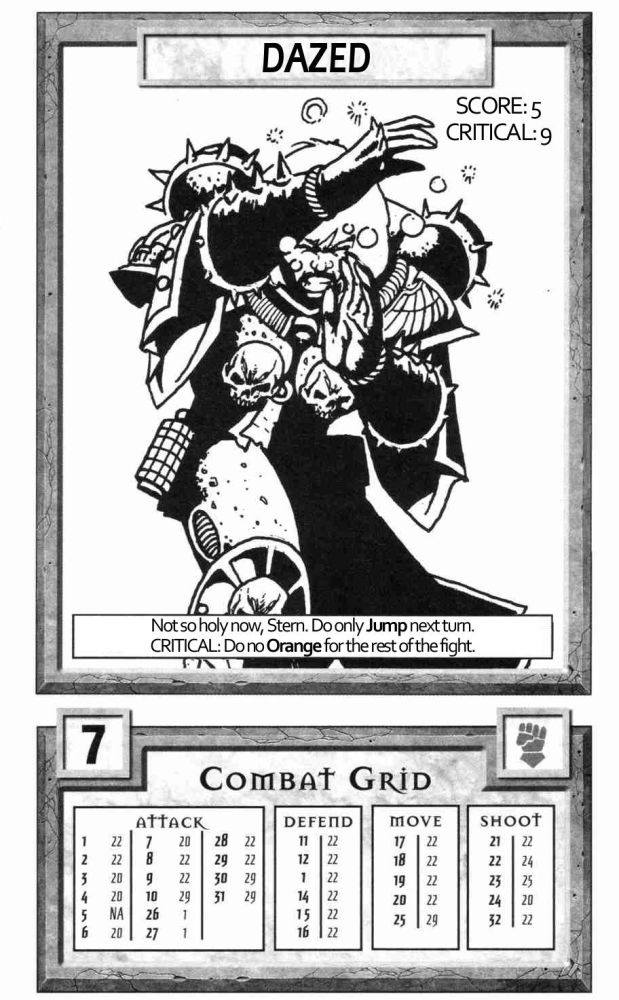 DAZED
SCORE: 5
CRITICAL: 9
Not so holy now, Stern. Do only Jump next turn.
CRITICAL: Do no Orange for the rest of the fight.
7
COMBAT GRID
ATTACK
1 22 7 20 28 22
2 22 8 22 29 22
3 20 9 22 30 29
4 20 10 29 31 29
5 NA 26 1
6 20 27 1
DEFEND
11 22
12 22
1 22
14 22
15 22
16 22
MOVE
17 22
18 22
19 22
20 22
25 29
SHOOT
21 22
22 24
23 25
24 20
32 22